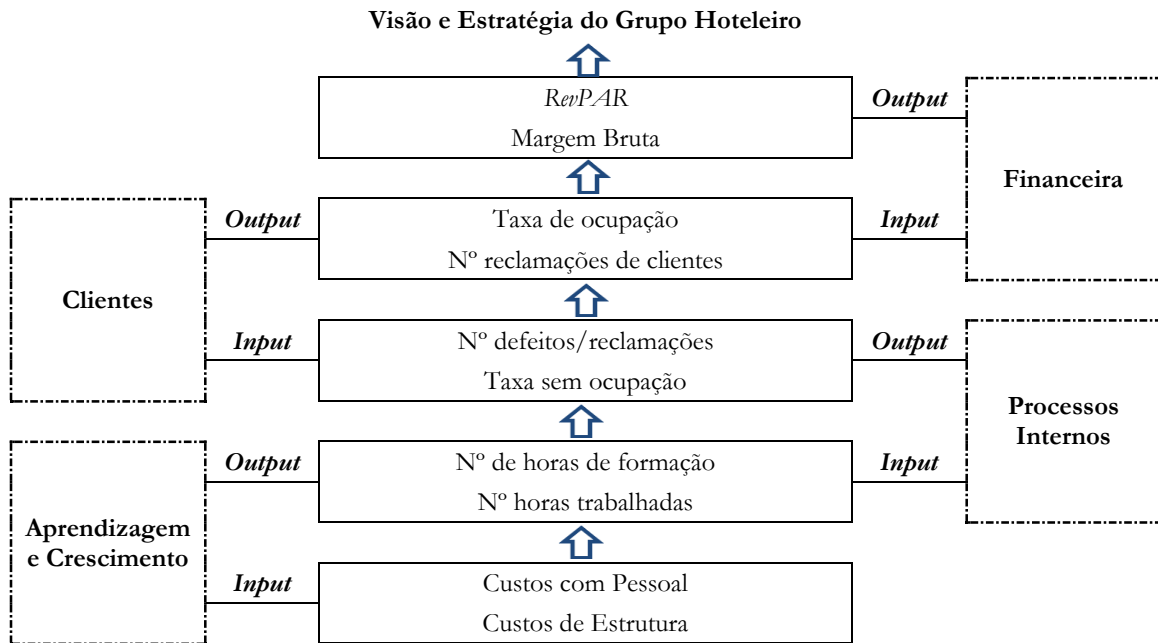 Visão e Estratégia do Grupo Hoteleiro
RevPAR
Margem Bruta
Output
Financeira
Output
Taxa de ocupação
Nº reclamações de clientes
Input
Clientes
Input
Nº defeitos/reclamações
Taxa sem ocupação
Output
Processos
Internos
Output
Nº de horas de formação
Nº horas trabalhadas
Input
Aprendizagem
e Crescimento
Input
Custos com Pessoal
Custos de Estrutura